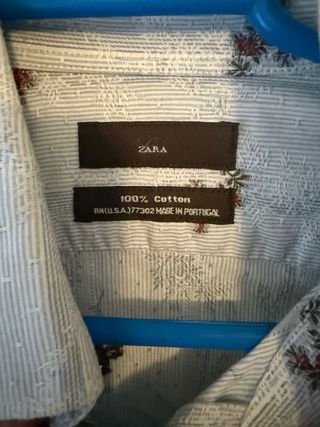 ZARA
100% Cotton
RN(U.S.A.)77302 MADE IN PORTUGAL